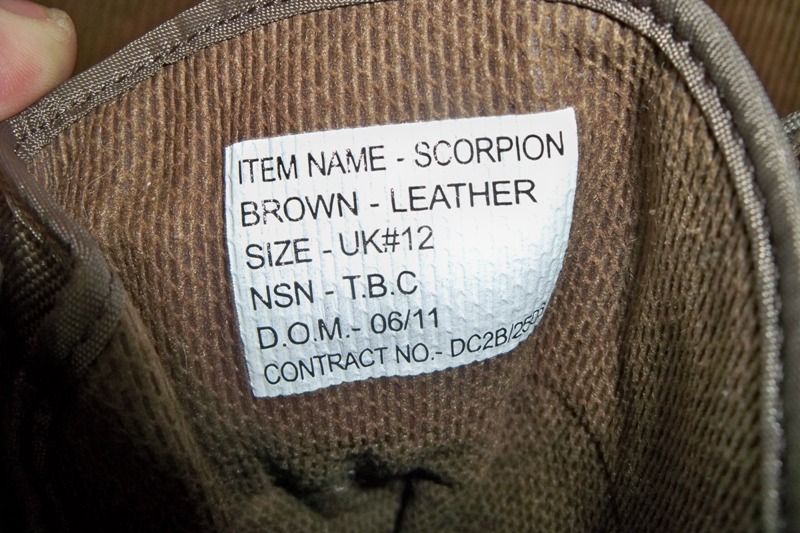 ITEM NAME - SCORPION
BROWN - LEATHER
SIZE - UK#12
NSN - T.B.C
D.O.M.- 06/11
CONTRACT NO.-